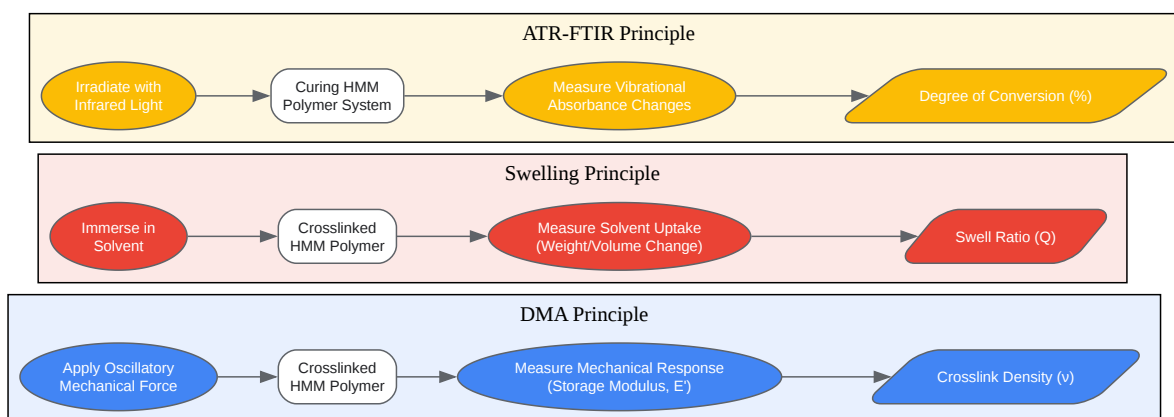 ATR-FTIR Principle
Irradiate with
Infrared Light
Curing HMM
Polymer System
Measure Vibrational
Absorbance Changes
Degree of Conversion (%)
Swelling Principle
Immerse in
Solvent
Crosslinked
HMM Polymer
Measure Solvent Uptake
(Weight/Volume Change)
Swell Ratio (Q)
DMA Principle
Apply Oscillatory
Mechanical Force
Crosslinked
HMM Polymer
Measure Mechanical Response
(Storage Modulus, E')
Crosslink Density (ν)